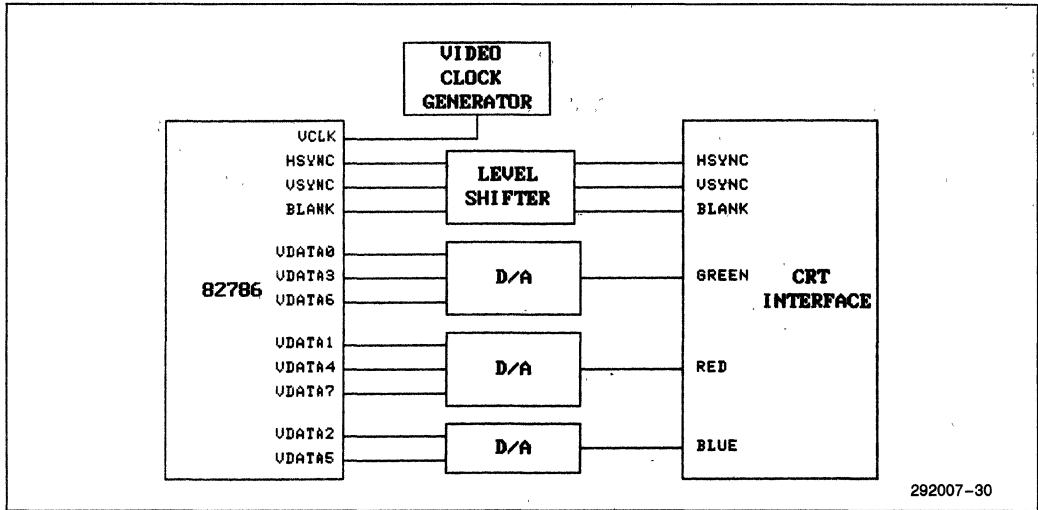 VIDEO
CLOCK
GENERATOR
VCLK
HSYNC
VSYNC
BLANK
LEVEL
SHIFTER
HSYNC
VSYNC
BLANK
82786
VDATA0
VDATA3
VDATA6
D/A
GREEN
CRT
INTERFACE
VDATA1
VDATA4
VDATA7
D/A
RED
VDATA2
VDATA5
D/A
BLUE
292007-30